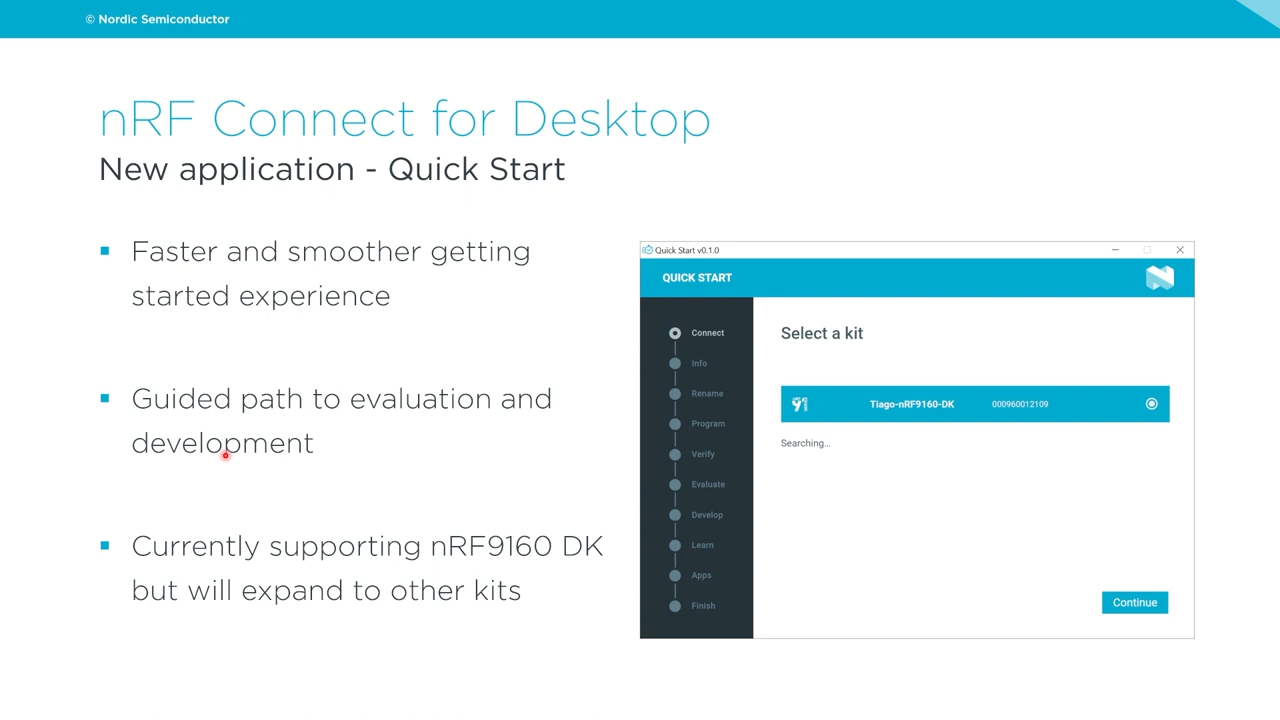 © Nordic Semiconductor
nRF Connect for Desktop
New application - Quick Start
Faster and smoother getting
started experience
Guided path to evaluation and
development
Currently supporting nRF9160 DK
but will expand to other kits
Quick Start v0.1.0
QUICK START
Connect
Info
Rename
Program
Verify
Evaluate
Develop
Learn
Apps
Finish
Select a kit
Tiago-nRF9160-DK 000960012109
Searching...
Continue